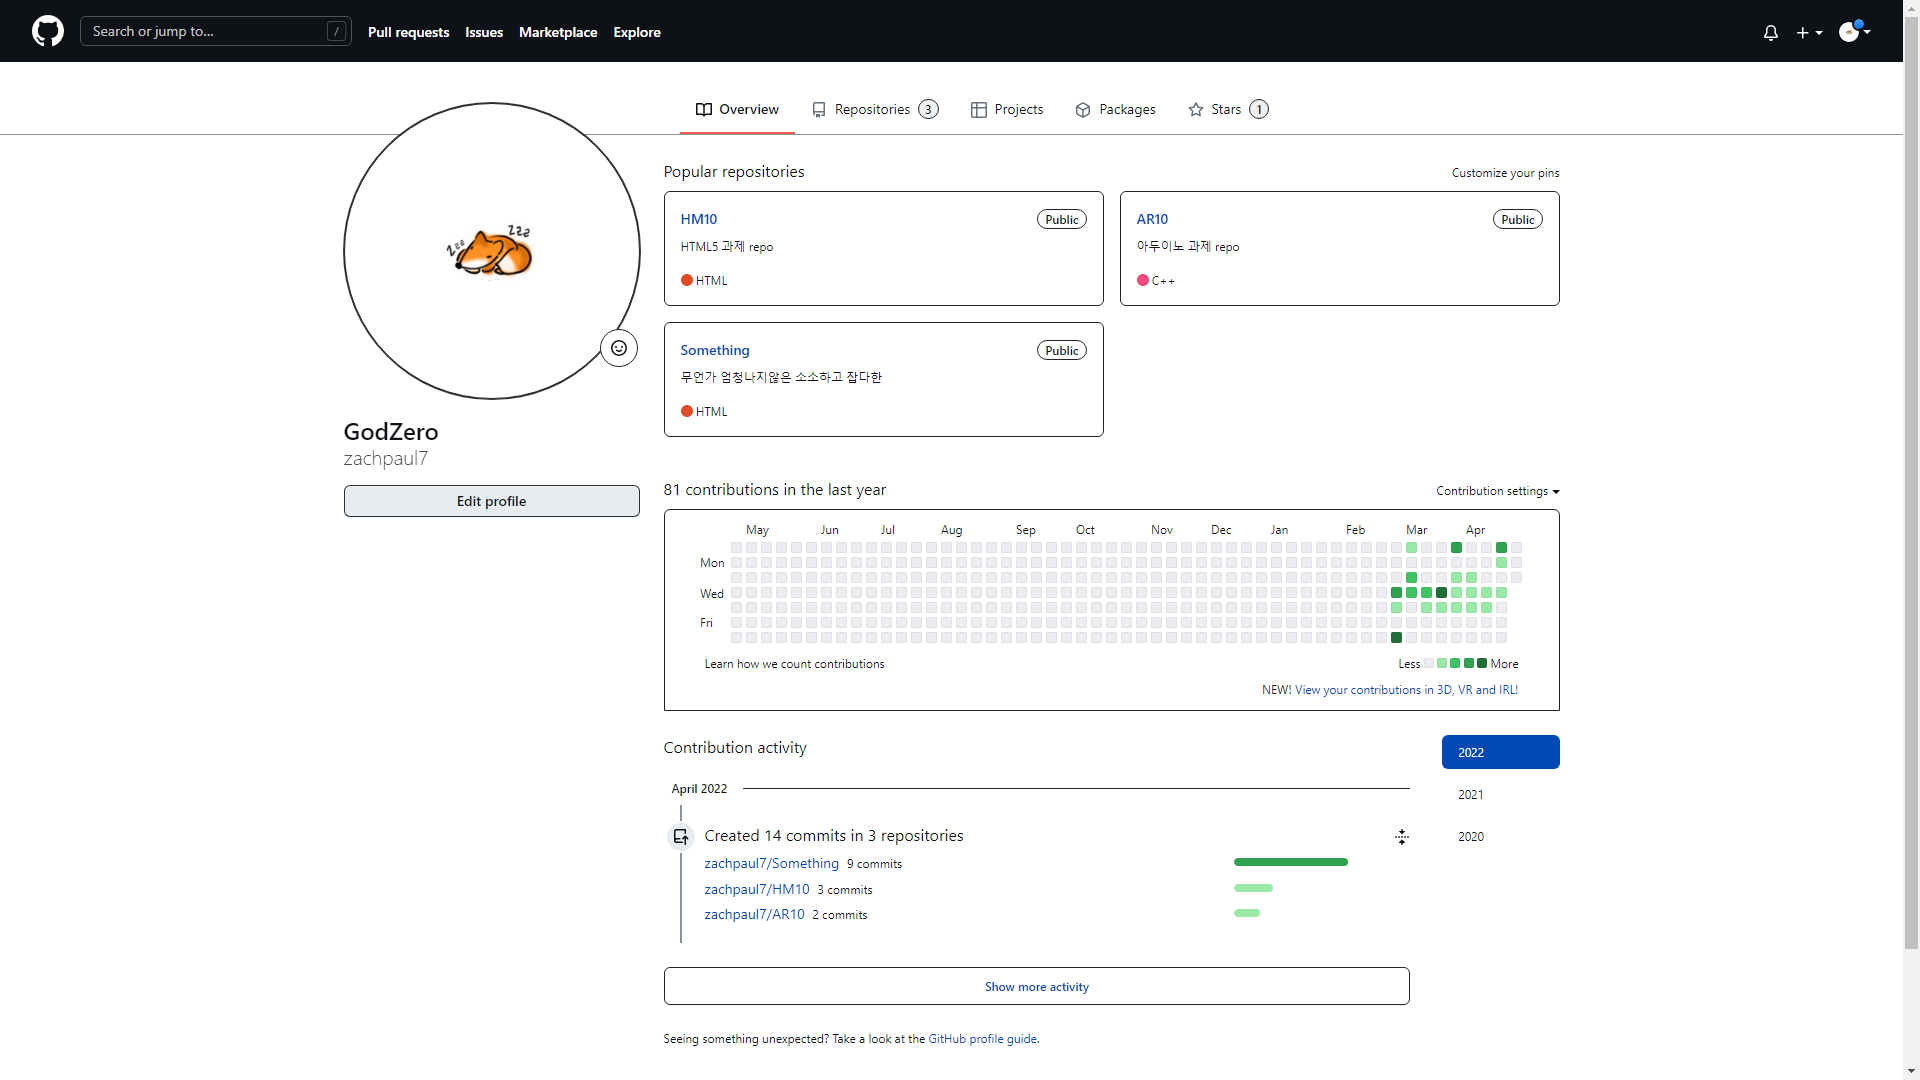 Search or jump to... / Pull requests Issues Marketplace Explore
Overview Repositories 3 Projects Packages Stars 1
zzz zzz
GodZero
zachpaul7
Edit profile
Popular repositories Customize your pins
HM10 Public
HTML5 과제 repo
HTML
AR10 Public
아두이노 과제 repo
C++
Something Public
무언가 엄청나지않은 소소하고 잡다한
HTML
81 contributions in the last year Contribution settings
May Jun Jul Aug Sep Oct Nov Dec Jan Feb Mar Apr
Mon
Wed
Fri
Learn how we count contributions Less More
NEW! View your contributions in 3D, VR and IRL!
Contribution activity
2022
2021
2020
April 2022
Created 14 commits in 3 repositories
zachpaul7/Something 9 commits
zachpaul7/HM10 3 commits
zachpaul7/AR10 2 commits
Show more activity
Seeing something unexpected? Take a look at the GitHub profile guide.